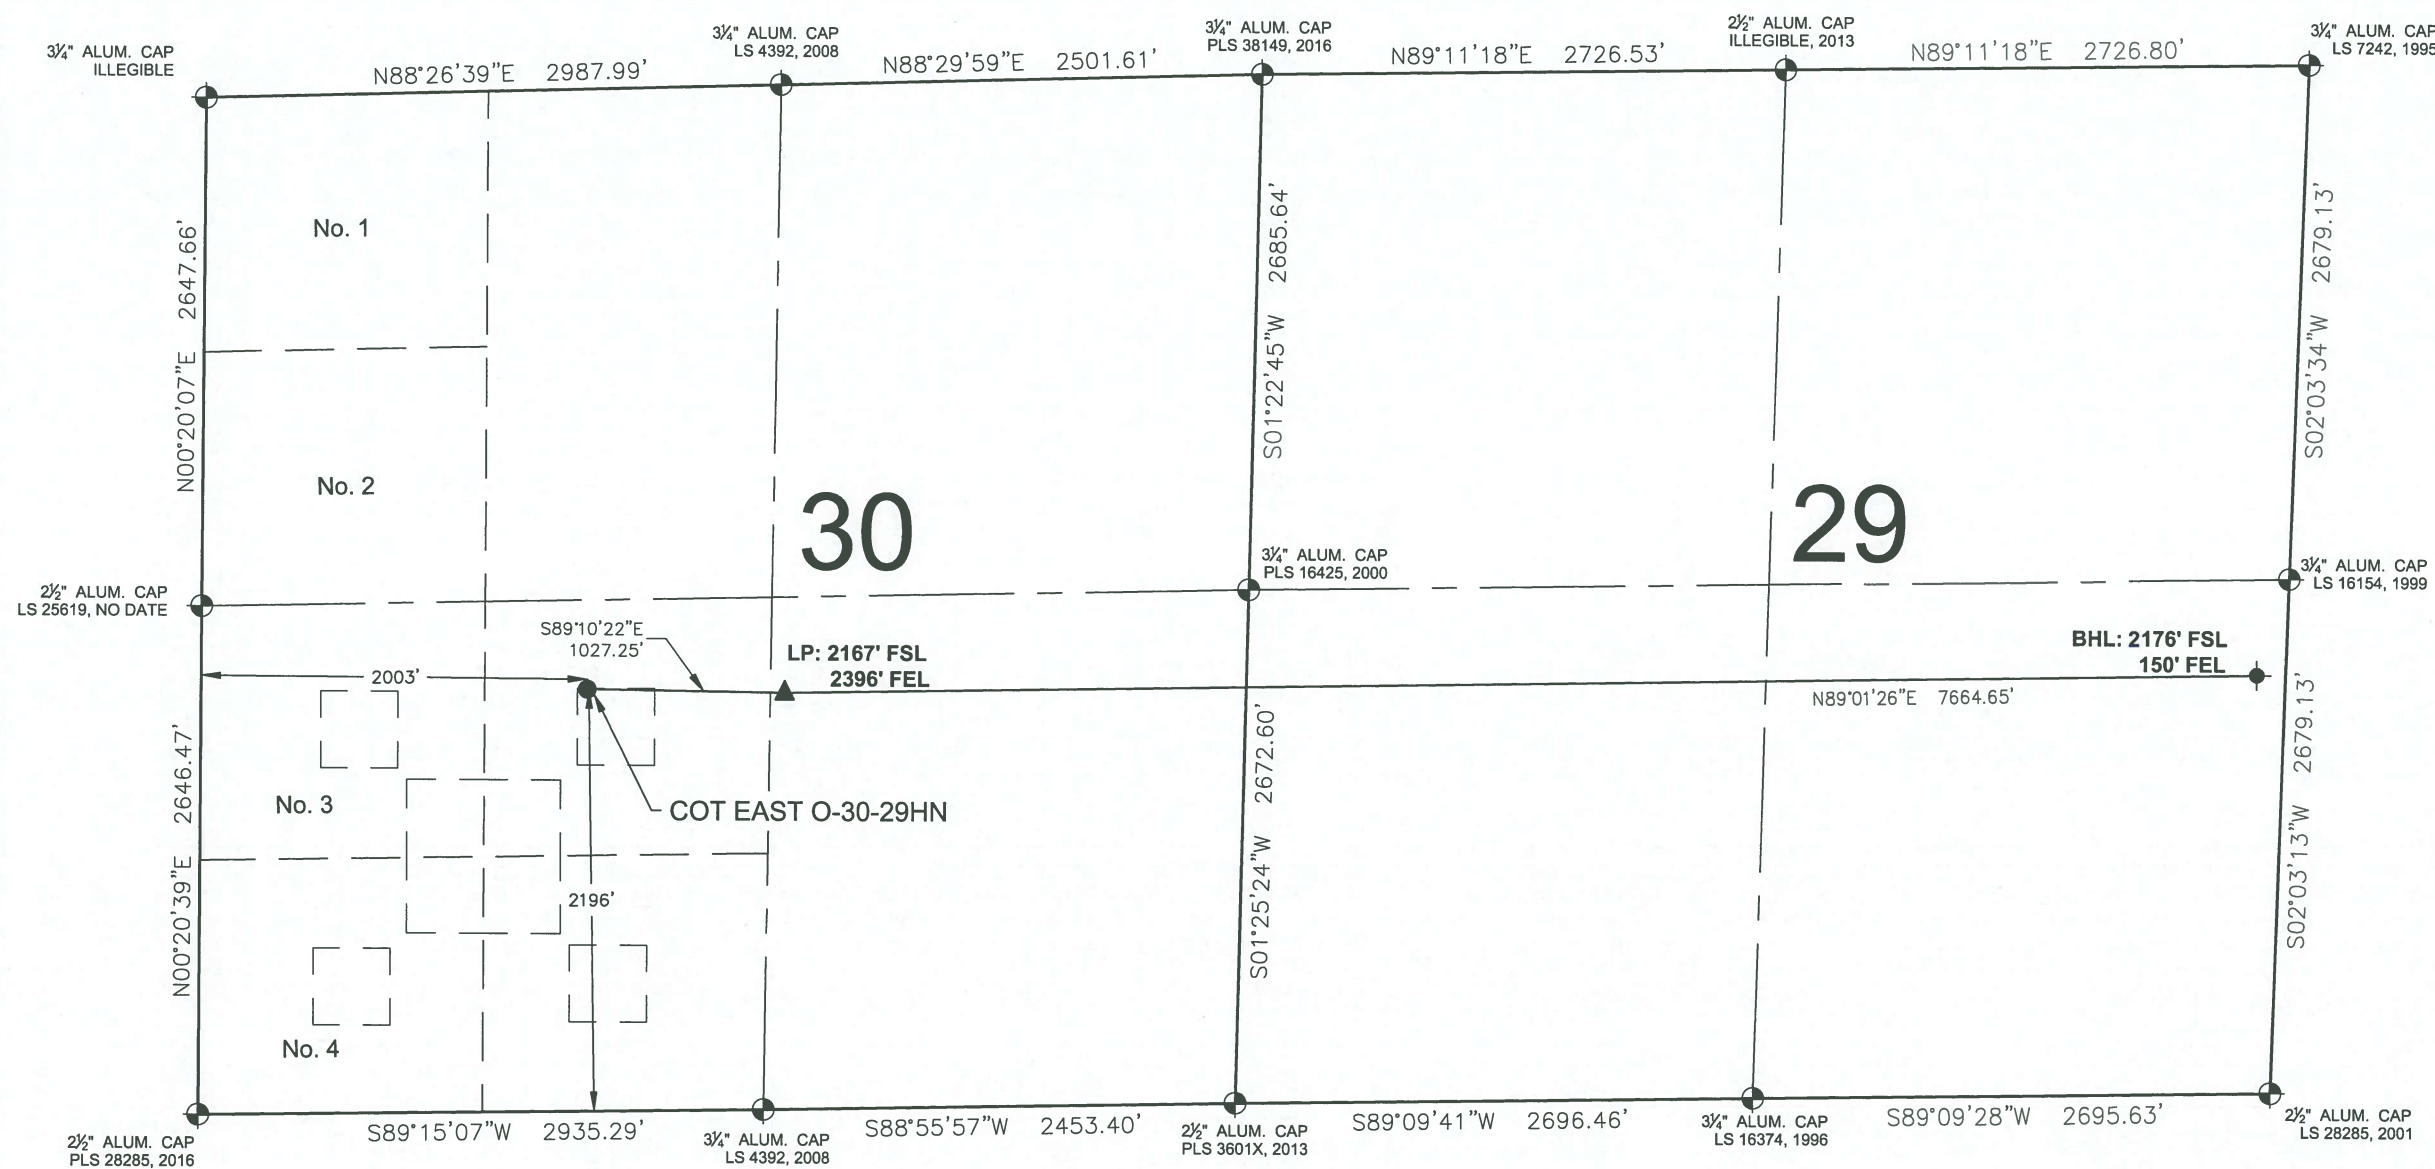 3¼" ALUM. CAP
ILLEGIBLE
N88°26'39"E 2987.99'
3¼" ALUM. CAP
LS 4392, 2008
N88°29'59"E 2501.61'
3¼" ALUM. CAP
PLS 38149, 2016
N89°11'18"E 2726.53'
2½" ALUM. CAP
ILLEGIBLE, 2013
N89°11'18"E 2726.80'
3¼" ALUM. CAP
LS 7242, 1995
No. 1
N00°20'07"E 2647.66'
No. 2
30
S01°22'45"W 2685.64'
29
S02°03'34"W 2679.13'
2½" ALUM. CAP
LS 25619, NO DATE
3¼" ALUM. CAP
PLS 16425, 2000
3¼" ALUM. CAP
LS 16154, 1999
S89°10'22"E
1027.25'
LP: 2167' FSL
2396' FEL
BHL: 2176' FSL
150' FEL
2003'
N89°01'26"E 7664.65'
N00°20'39"E 2646.47'
No. 3
COT EAST O-30-29HN
2196'
S01°25'24"W 2672.60'
S02°03'13"W 2679.13'
No. 4
2½" ALUM. CAP
PLS 28285, 2016
S89°15'07"W 2935.29'
3¼" ALUM. CAP
LS 4392, 2008
S88°55'57"W 2453.40'
2½" ALUM. CAP
PLS 3601X, 2013
S89°09'41"W 2696.46'
3¼" ALUM. CAP
LS 16374, 1996
S89°09'28"W 2695.63'
2½" ALUM. CAP
LS 28285, 2001